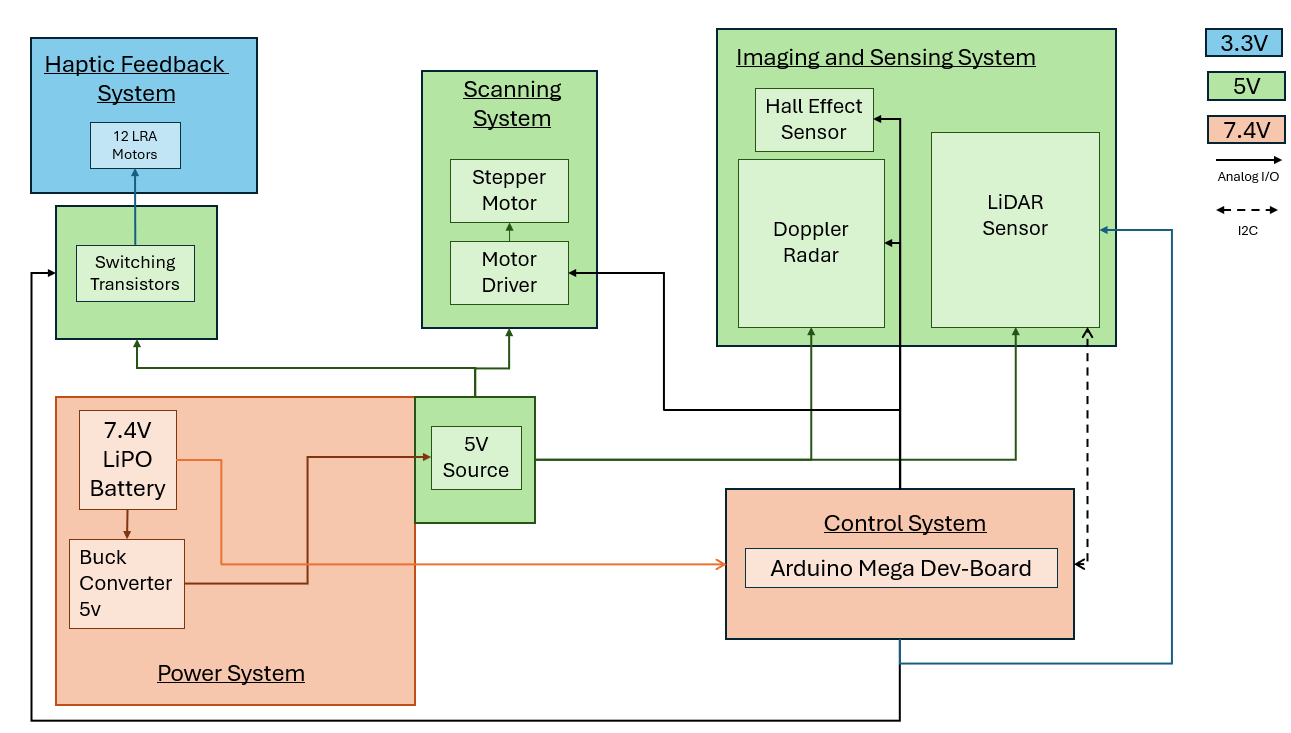 Haptic Feedback
System
12 LRA
Motors
Switching
Transistors
Scanning
System
Stepper
Motor
Motor
Driver
Imaging and Sensing System
Hall Effect
Sensor
Doppler
Radar
LiDAR
Sensor
3.3V
5V
7.4V
Analog I/O
I2C
7.4V
LiPO
Battery
Buck
Converter
5v
Power System
5V
Source
Control System
Arduino Mega Dev-Board